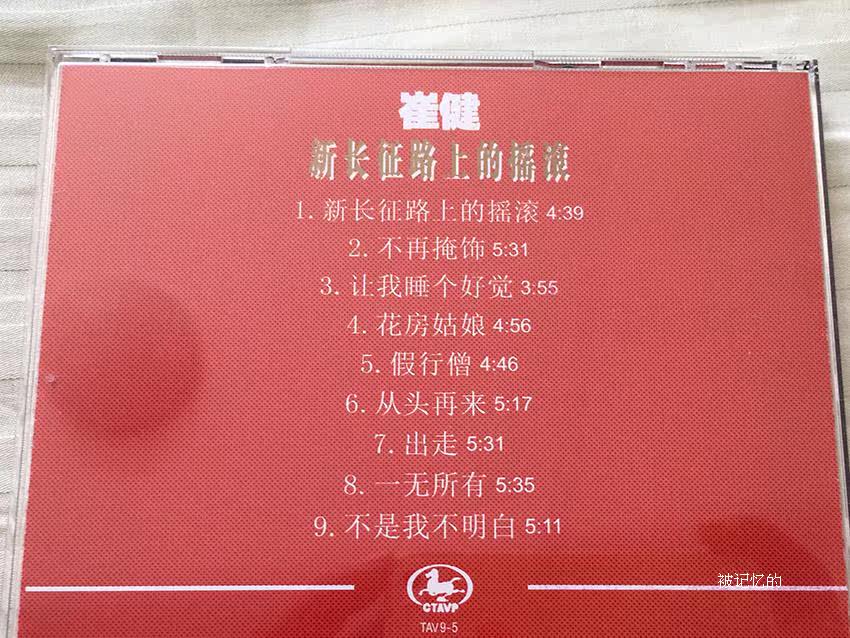 崔健
新长征路上的摇滚
1. 新长征路上的摇滚 4:39
2. 不再掩饰 5:31
3. 让我睡个好觉 3:55
4. 花房姑娘 4:56
5. 假行僧 4:46
6. 从头再来 5:17
7. 出走 5:31
8. 一无所有 5:35
9. 不是我不明白 5:11
被记忆的
CTAVP
TAV9-5